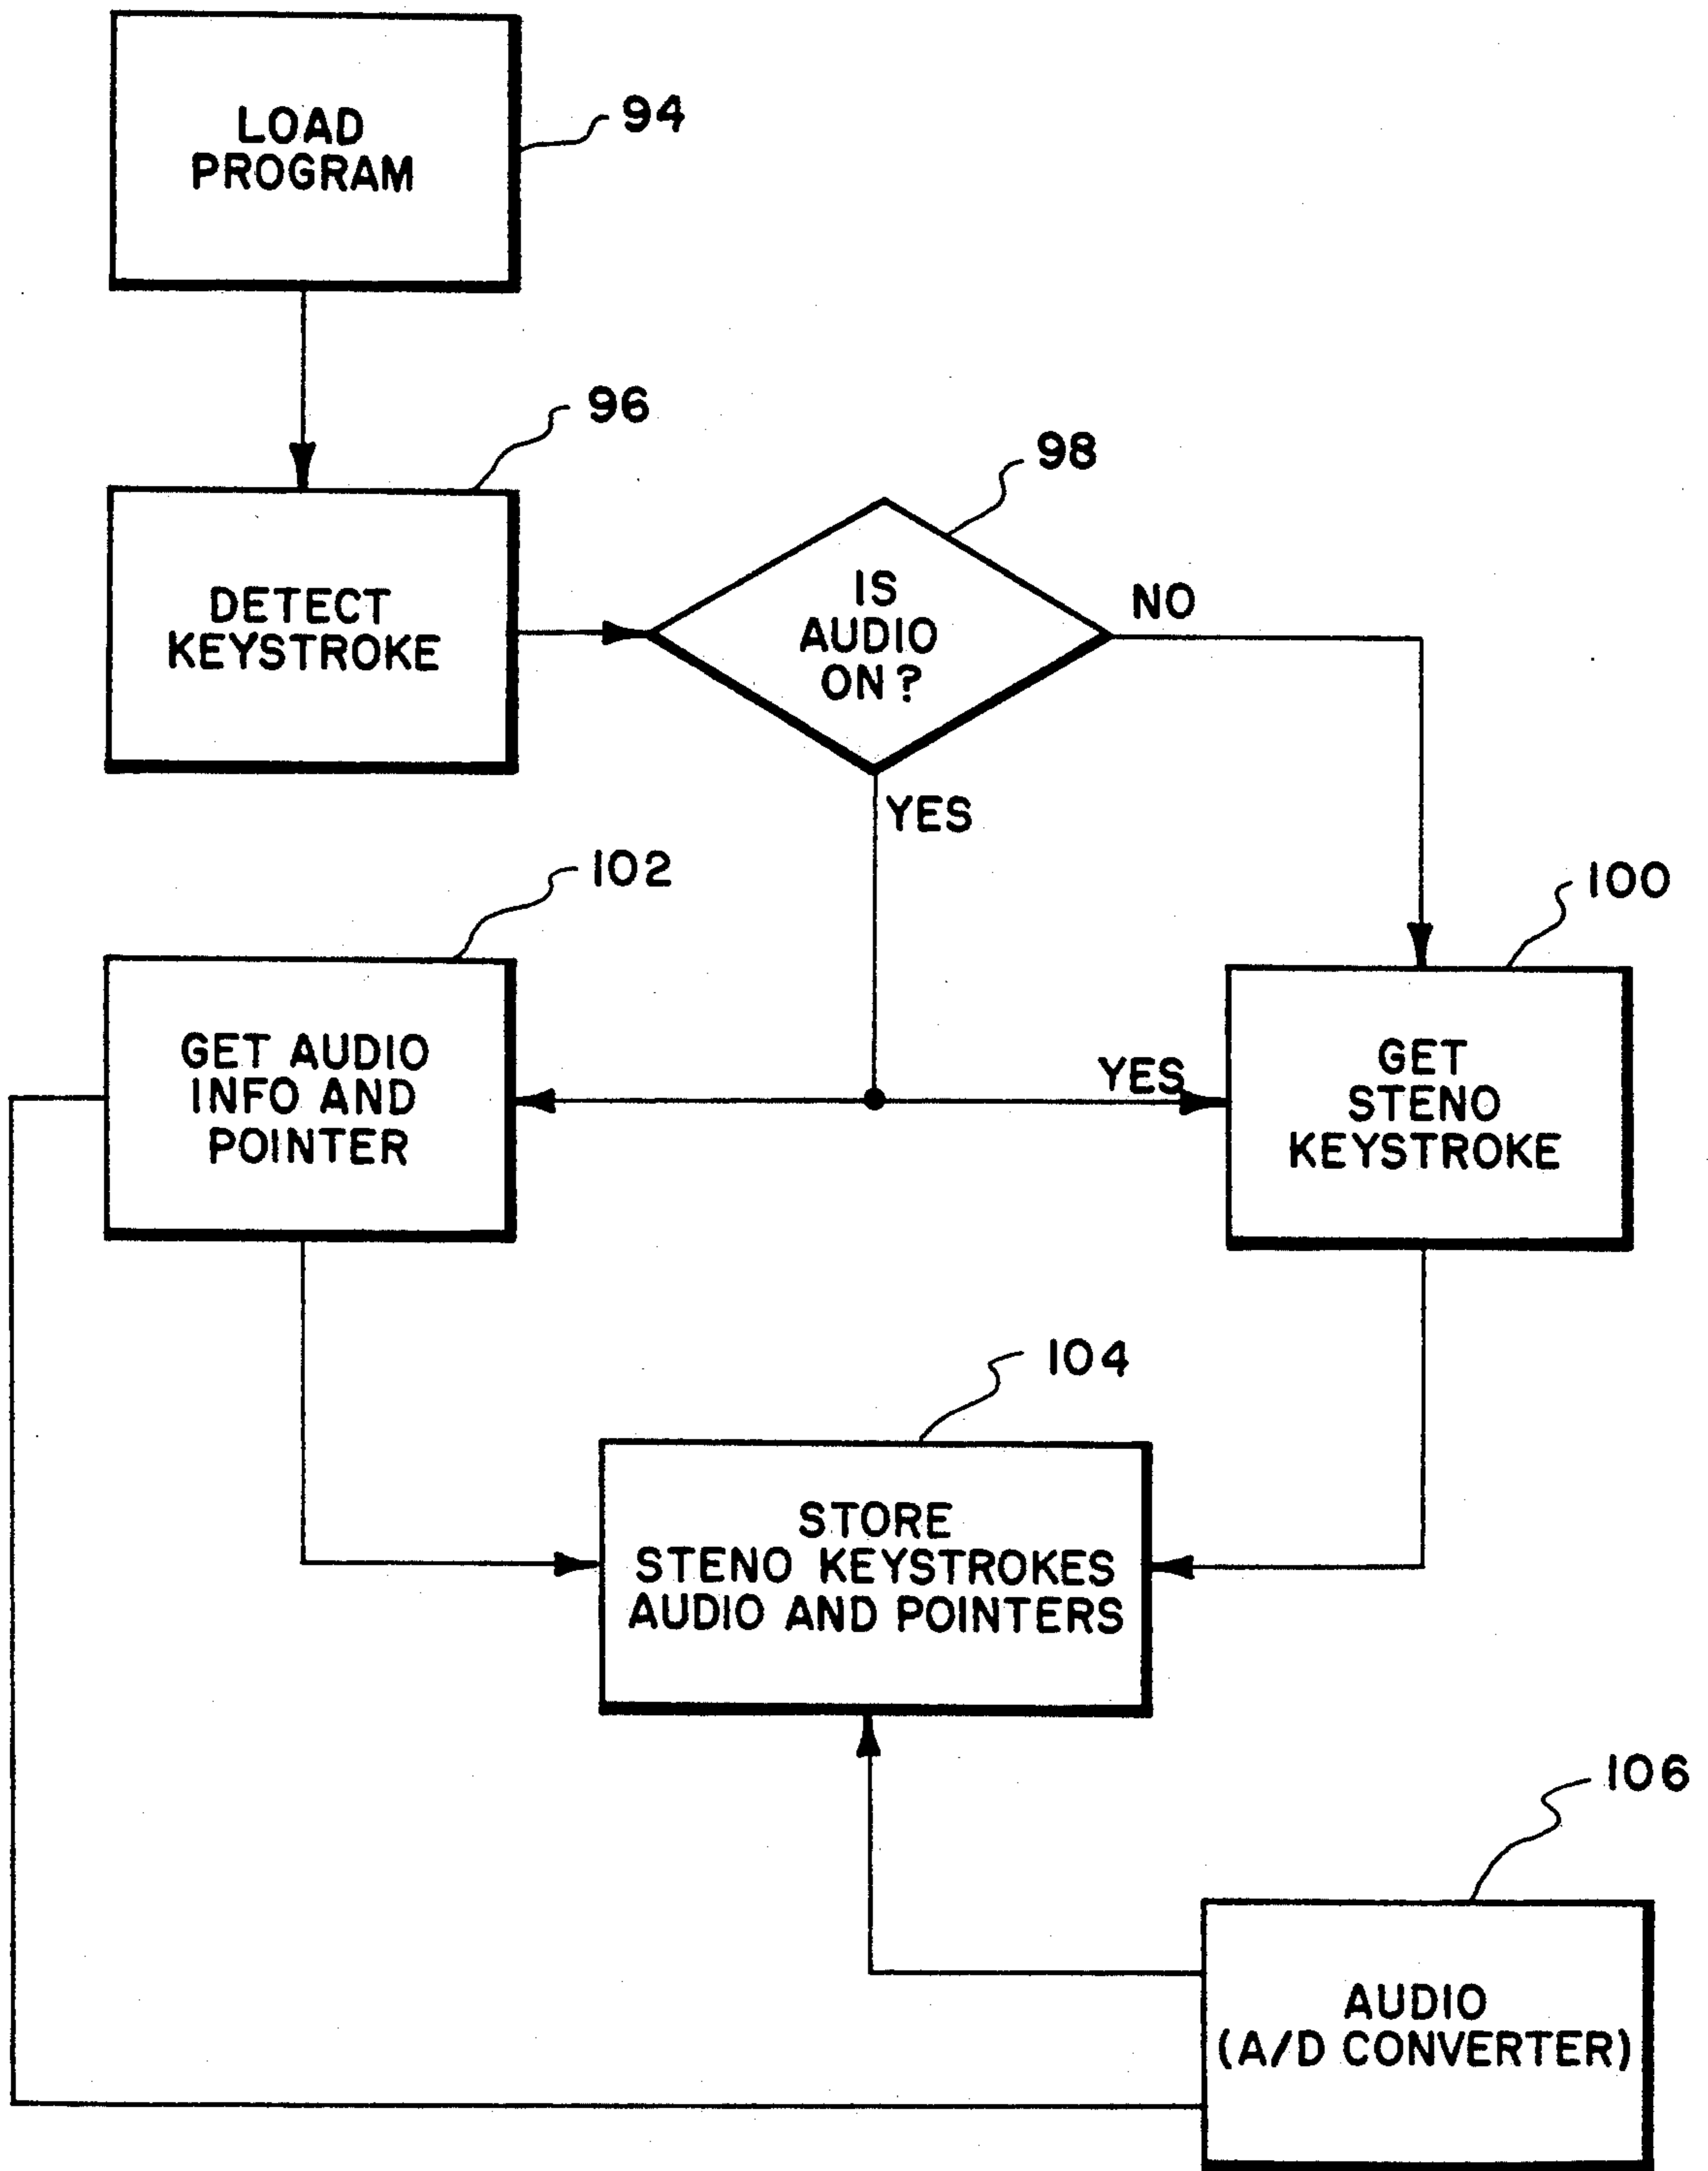 LOAD
PROGRAM
94
96
DETECT
KEYSTROKE
98
IS
AUDIO
ON?
NO
YES
102
100
GET AUDIO
INFO AND
POINTER
YES
GET
STENO
KEYSTROKE
104
STORE
STENO KEYSTROKES
AUDIO AND POINTERS
106
AUDIO
(A/D CONVERTER)